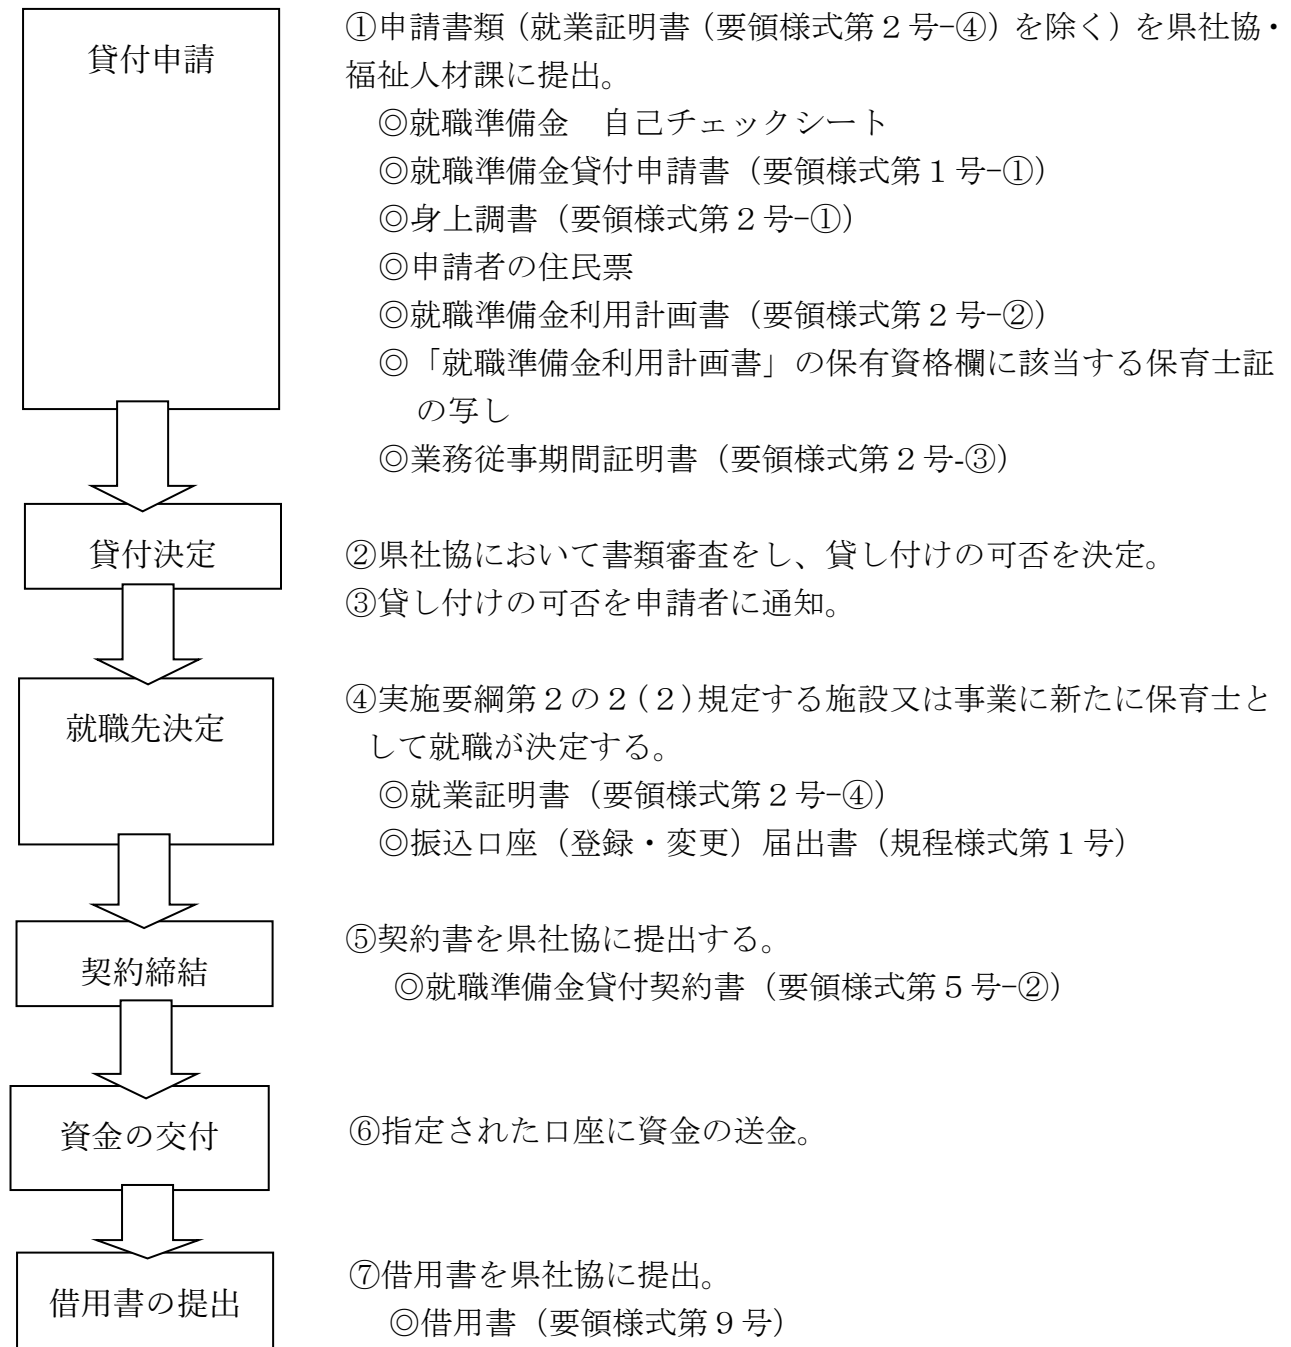 貸付申請
①申請書類（就業証明書（要領様式第２号−④）を除く）を県社協・
福祉人材課に提出。
◎就職準備金　自己チェックシート
◎就職準備金貸付申請書（要領様式第１号−①）
◎身上調書（要領様式第２号−①）
◎申請者の住民票
◎就職準備金利用計画書（要領様式第２号−②）
◎「就職準備金利用計画書」の保有資格欄に該当する保育士証
の写し
◎業務従事期間証明書（要領様式第２号-③）
貸付決定
②県社協において書類審査をし、貸し付けの可否を決定。
③貸し付けの可否を申請者に通知。
就職先決定
④実施要綱第２の２(２)規定する施設又は事業に新たに保育士と
して就職が決定する。
◎就業証明書（要領様式第２号−④）
◎振込口座（登録・変更）届出書（規程様式第１号）
契約締結
⑤契約書を県社協に提出する。
◎就職準備金貸付契約書（要領様式第５号−②）
資金の交付
⑥指定された口座に資金の送金。
借用書の提出
⑦借用書を県社協に提出。
◎借用書（要領様式第９号）